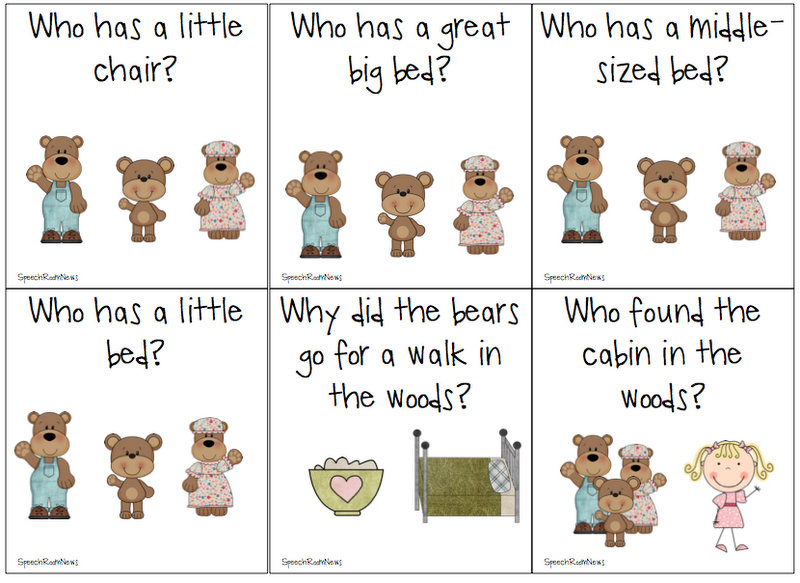 Who has a little
chair?
SpeechRoomNews
Who has a great
big bed?
Who has a middle-
sized bed?
SpeechRoomNews
Who has a little
bed?
SpeechRoomNews
Why did the bears
go for a walk in
the woods?
SpeechRoomNews
Who found the
cabin in the
woods?
SpeechRoomNews